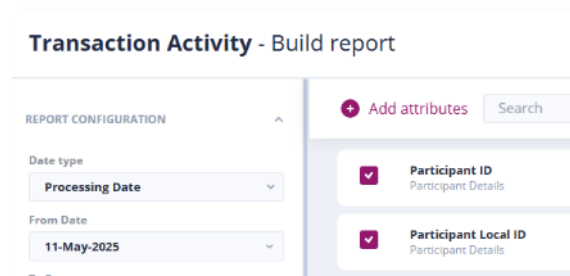 Transaction Activity - Build report
REPORT CONFIGURATION
Date type
Processing Date
From Date
11-May-2025
Add attributes
Search
Participant ID
Participant Details
Participant Local ID
Participant Details